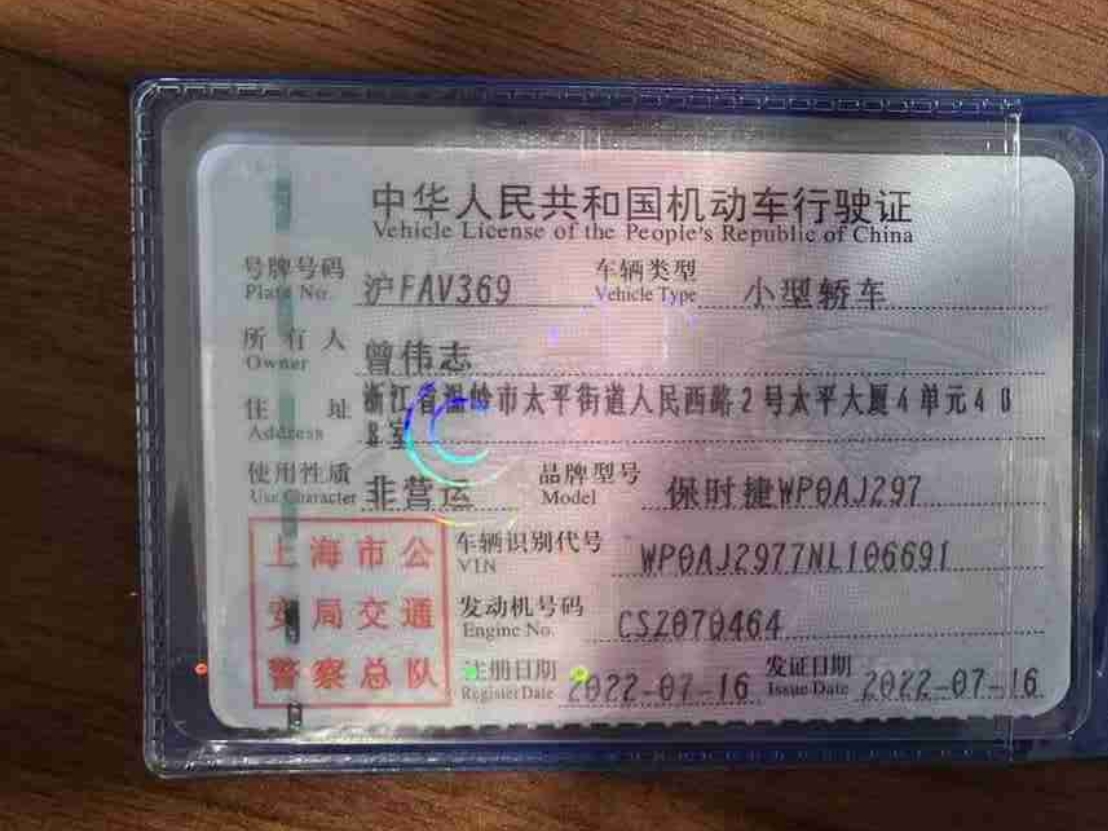 中华人民共和国机动车行驶证
Vehicle License of the People's Republic of China
号牌号码 沪FAV369 车辆类型 小型轿车
Plate No. Vehicle Type
所有人 曾伟志
Owner
住址 浙江省温岭市太平街道人民西路2号太平大厦4单元40
Address 8室
使用性质 非营运 品牌型号 保时捷WP0AJ297
Use Character Model
车辆识别代号 WP0AJ2977NL106691
VIN
发动机号码 CS2070464
Engine No.
注册日期 2022-07-16 发证日期 2022-07-16
Register Date Issue Date
上海市公
安局交通
警察总队